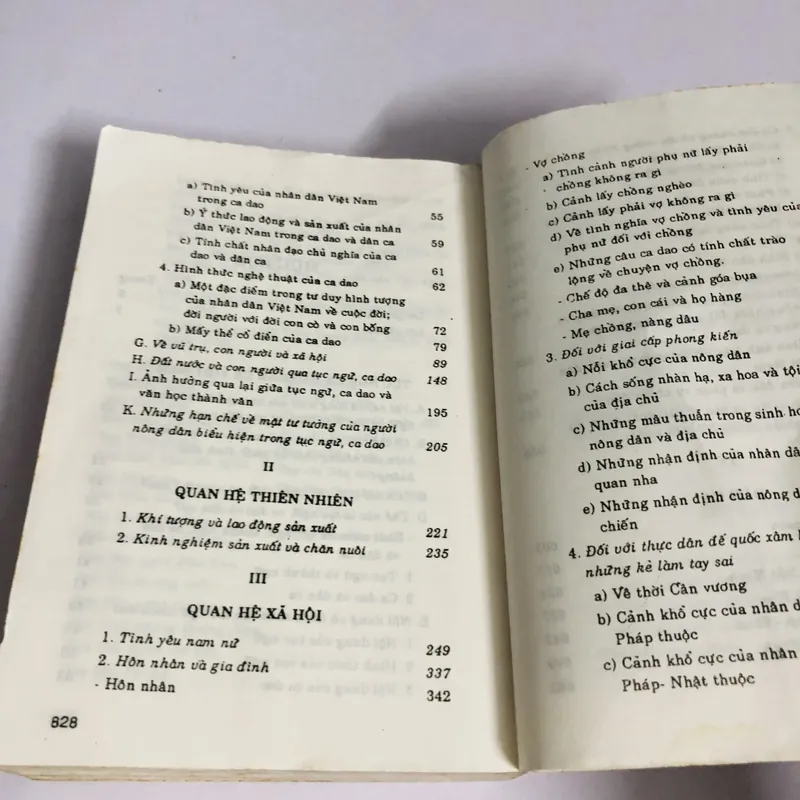 a) Tình yêu của nhân dân Việt Nam
trong ca dao 55
b) Ý thức lao động và sản xuất của nhân
dân Việt Nam trong ca dao và dân ca 59
c) Tính chất nhân đạo chủ nghĩa của ca
dao và dân ca 61
4. Hình thức nghệ thuật của ca dao 62
a) Một đặc điểm trong tư duy hình tượng
của nhân dân Việt Nam về cuộc đời;
đời người với đời con cò và con bống 72
b) Mấy thể cổ điển của ca dao 79
G. Về vũ trụ, con người và xã hội 89
H. Đất nước và con người qua tục ngữ, ca dao 148
I. Ảnh hưởng qua lại giữa tục ngữ, ca dao và
văn học thành văn 195
K. Những hạn chế về mặt tư tưởng của người
nông dân biểu hiện trong tục ngữ, ca dao 205
II
QUAN HỆ THIÊN NHIÊN
1. Khí tượng và lao động sản xuất 221
2. Kinh nghiệm sản xuất và chăn nuôi 235
III
QUAN HỆ XÃ HỘI
1. Tình yêu nam nữ 249
2. Hôn nhân và gia đình 337
- Hôn nhân 342
828
- Vợ chồng
a) Tình cảnh người phụ nữ lấy phải
chồng không ra gì
b) Cảnh lấy chồng nghèo
c) Cảnh lấy phải vợ không ra gì
d) Về tình nghĩa vợ chồng và tình yêu của
phụ nữ đối với chồng
e) Những câu ca dao có tính chất trào
lộng về chuyện vợ chồng.
- Chế độ đa thê và cảnh góa bụa
- Cha mẹ, con cái và họ hàng
- Mẹ chồng, nàng dâu
3. Đối với giai cấp phong kiến
a) Nỗi khổ cực của nông dân
b) Cách sống nhàn hạ, xa hoa và tội
của địa chủ
c) Những mâu thuẫn trong sinh ho
nông dân và địa chủ
d) Những nhận định của nhân dâ
quan nha
e) Những nhận định của nông d
chiến
4. Đối với thực dân đế quốc xâm l
những kẻ làm tay sai
a) Về thời Cần vương
b) Cảnh khổ cực của nhân d
Pháp thuộc
c) Cảnh khổ cực của nhân
Pháp- Nhật thuộc